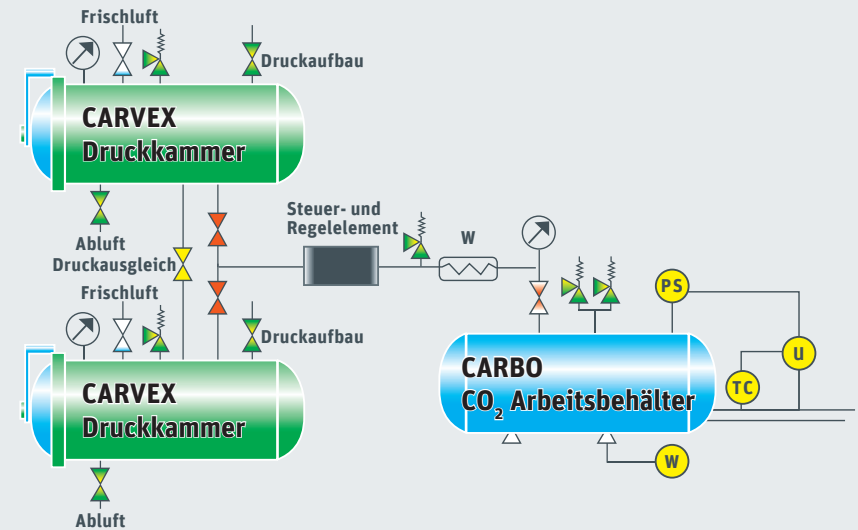 Frischluft
Druckaufbau
CARVEX
Druckkammer
Abluft
Druckausgleich
Steuer- und
Regelelement
W
Frischluft
Druckaufbau
CARVEX
Druckkammer
Abluft
PS
U
TC
CARBO
CO₂ Arbeitsbehälter
W